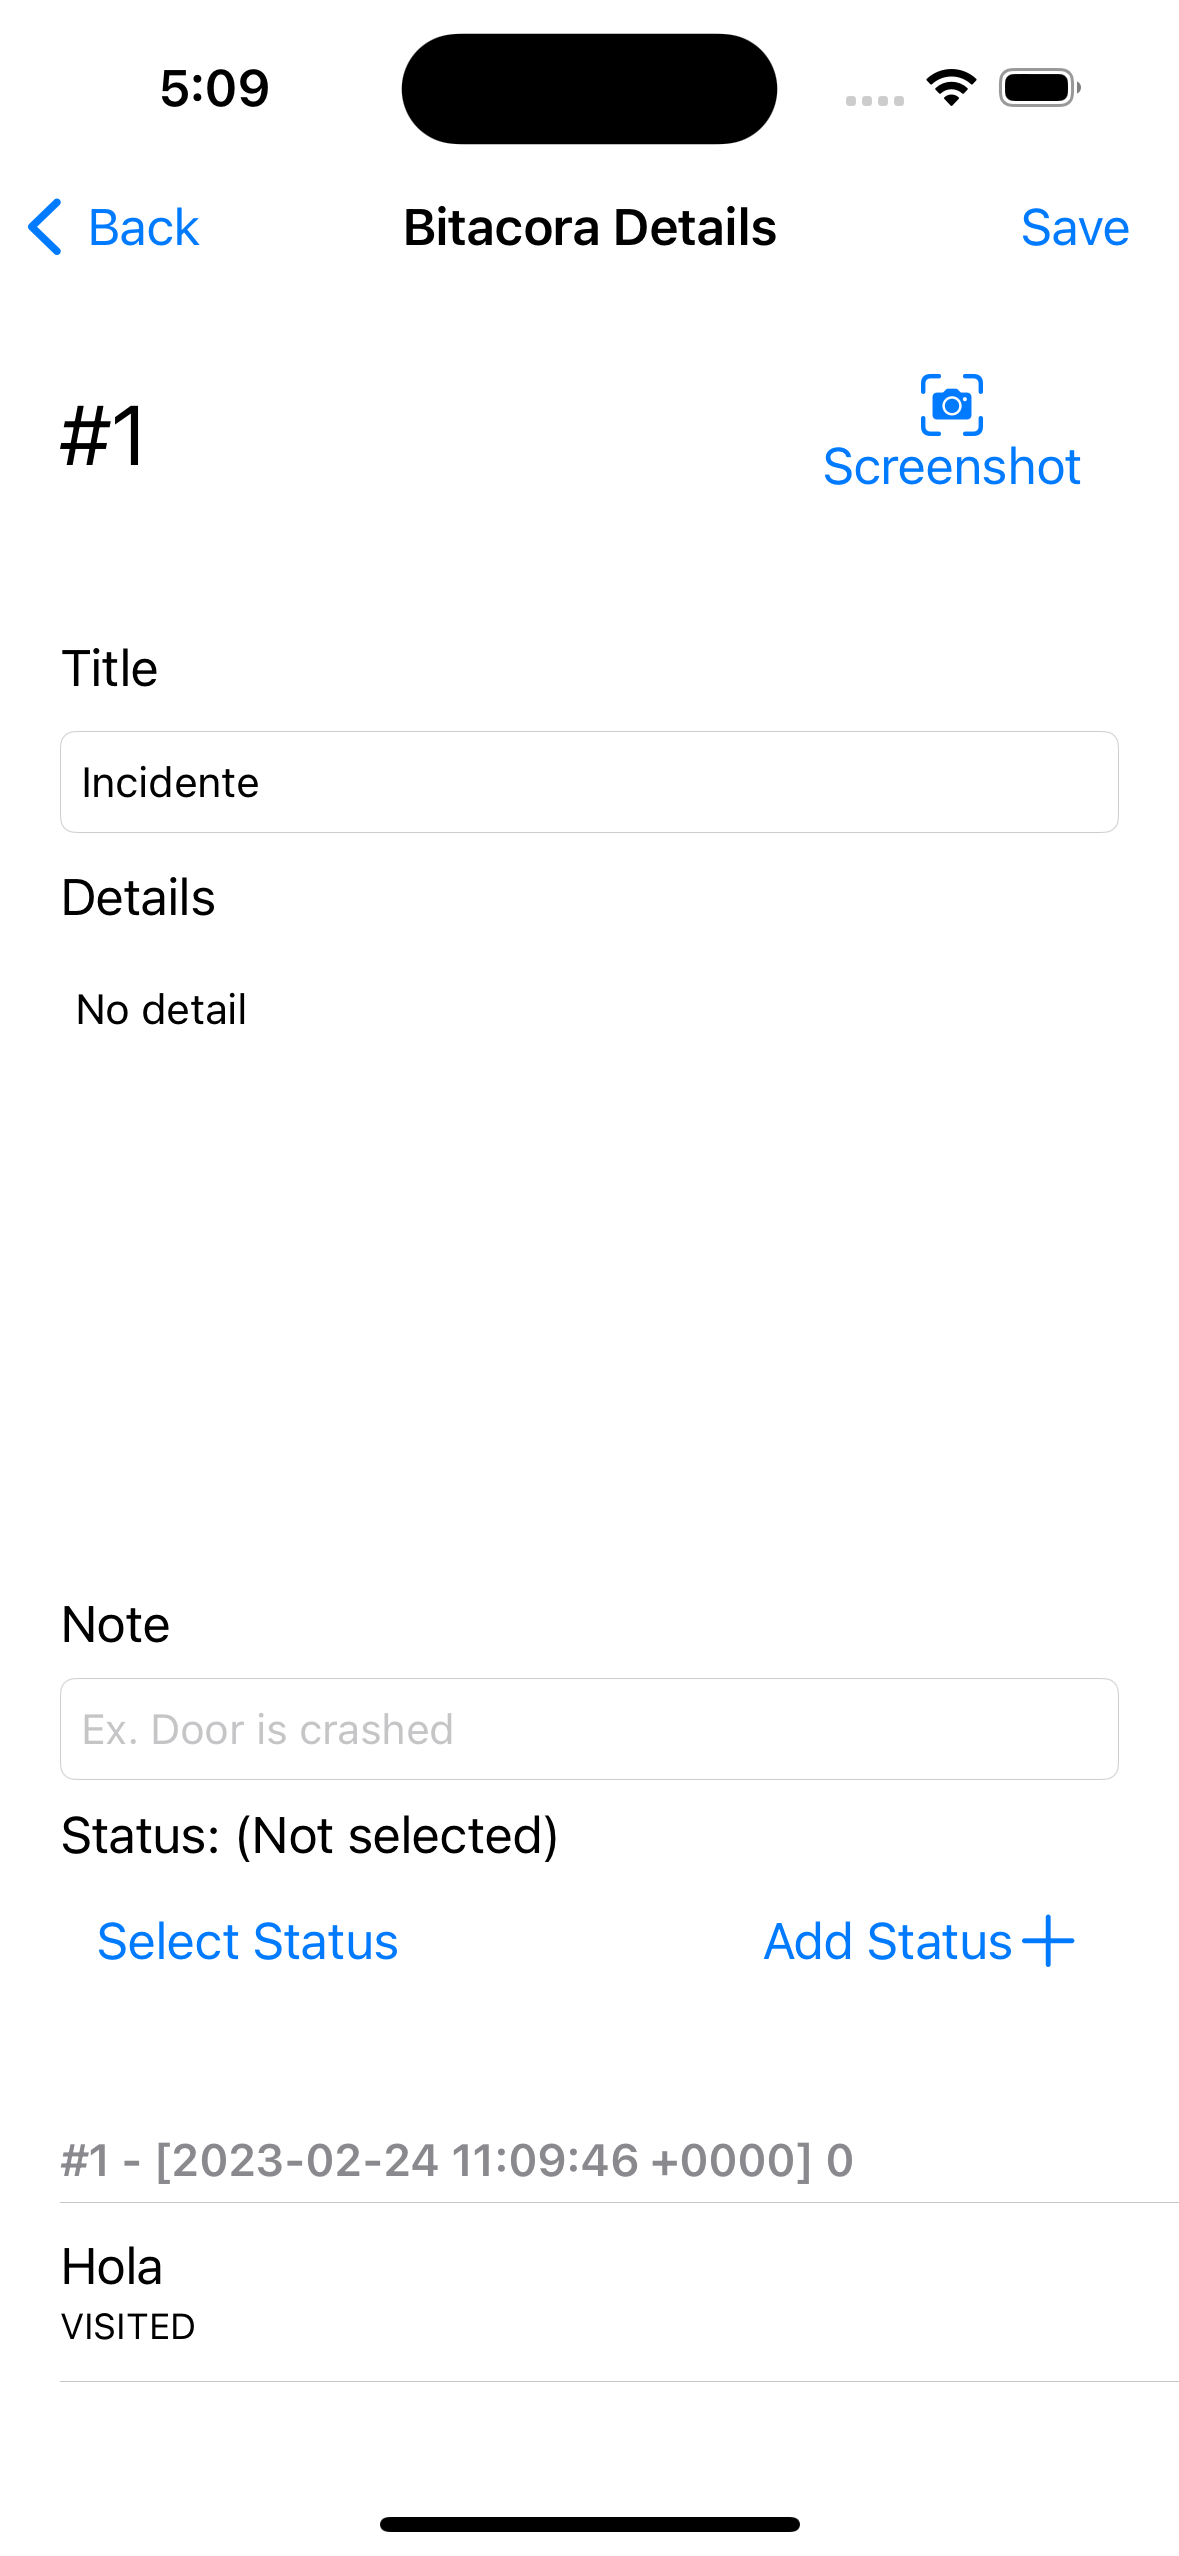 5:09
Back
Bitacora Details
Save
#1
Screenshot
Title
Incidente
Details
No detail
Note
Ex. Door is crashed
Status: (Not selected)
Select Status
Add Status
#1 - [2023-02-24 11:09:46 +0000] 0
Hola
VISITED